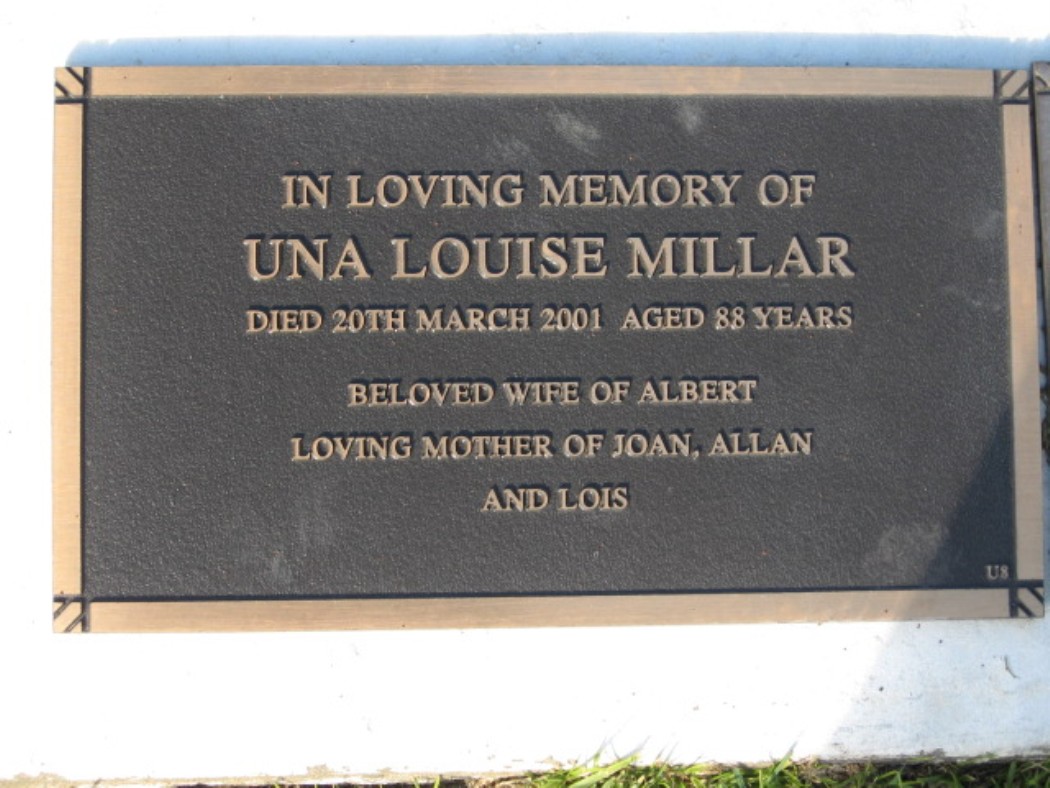 IN LOVING MEMORY OF
UNA LOUISE MILLAR
DIED 20TH MARCH 2001 AGED 88 YEARS
BELOVED WIFE OF ALBERT
LOVING MOTHER OF JOAN, ALLAN
AND LOIS
U8